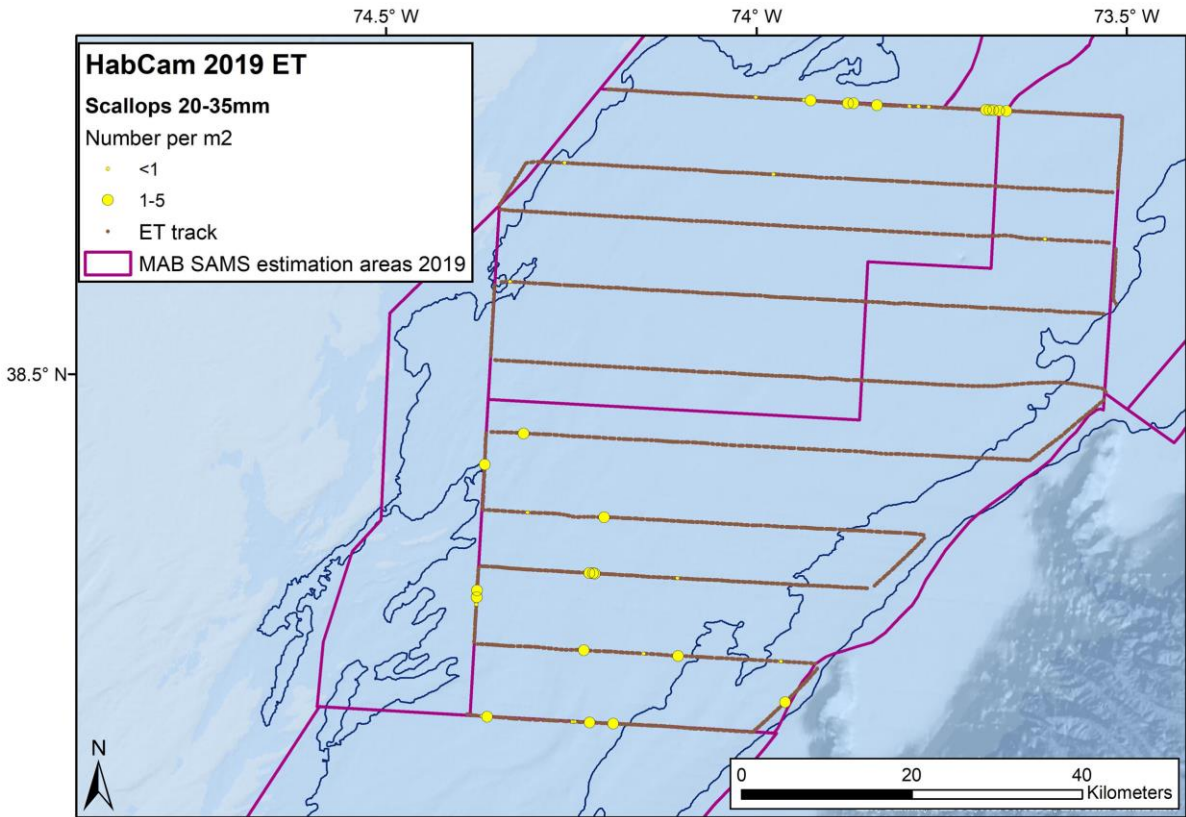 74.5° W
74° W
73.5° W
HabCam 2019 ET
Scallops 20-35mm
Number per m2
<1
1-5
ET track
MAB SAMS estimation areas 2019
38.5° N
N
0
20
40
Kilometers